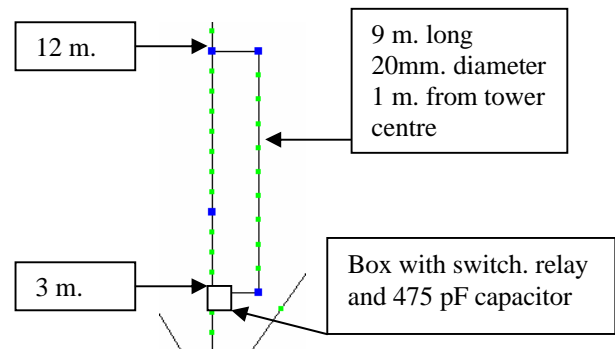 12 m.
9 m. long
20mm. diameter
1 m. from tower
centre
3 m.
Box with switch. relay
and 475 pF capacitor